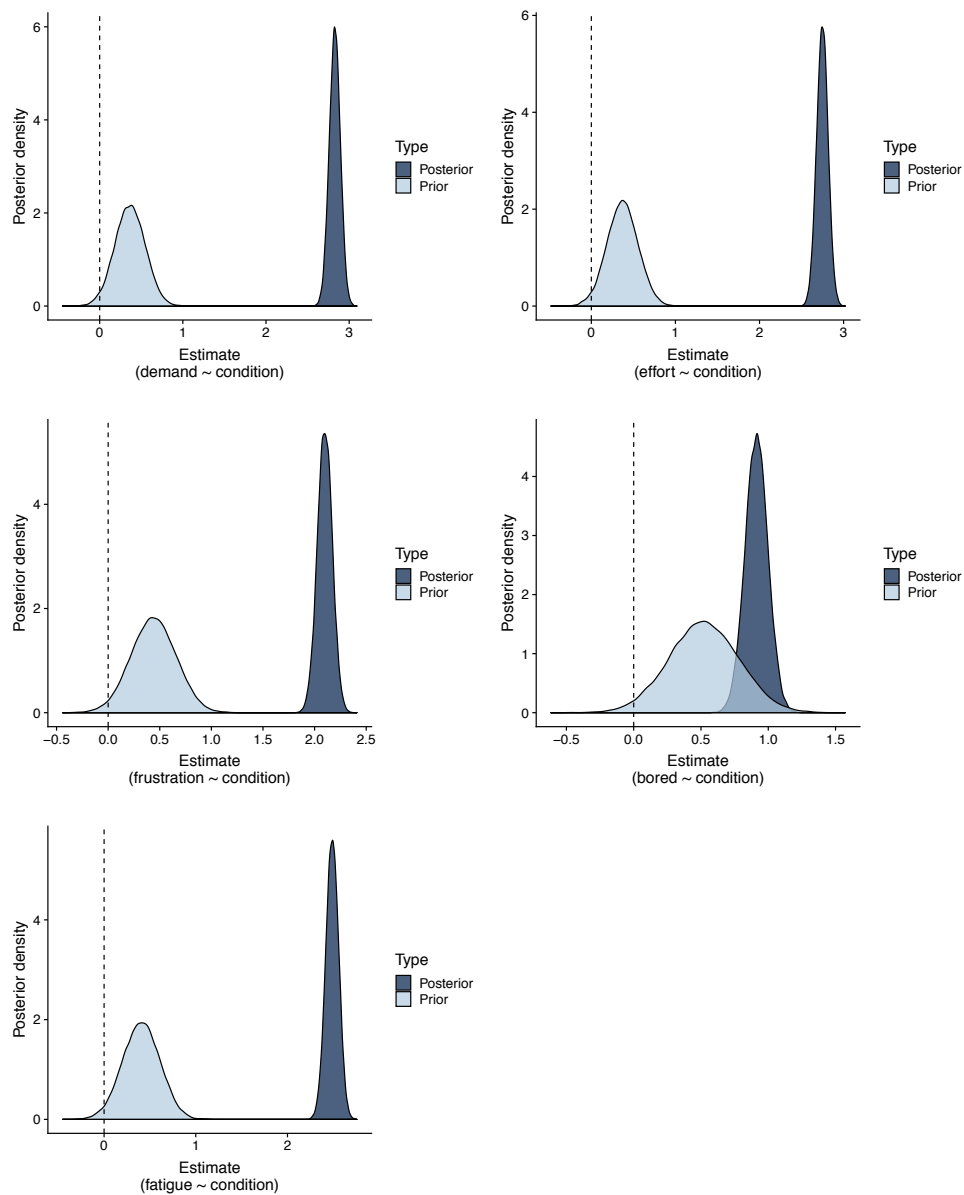 6
4
2
0
Posterior density
0
1
2
3
Estimate
(demand ~ condition)
Type
Posterior
Prior
6
4
2
0
Posterior density
0
1
2
3
Estimate
(effort ~ condition)
Type
Posterior
Prior
4
2
0
Posterior density
−0.5
0.0
0.5
1.0
1.5
2.0
2.5
Estimate
(frustration ~ condition)
Type
Posterior
Prior
4
3
2
1
0
Posterior density
−0.5
0.0
0.5
1.0
1.5
Estimate
(bored ~ condition)
Type
Posterior
Prior
4
2
0
Posterior density
0
1
2
Estimate
(fatigue ~ condition)
Type
Posterior
Prior